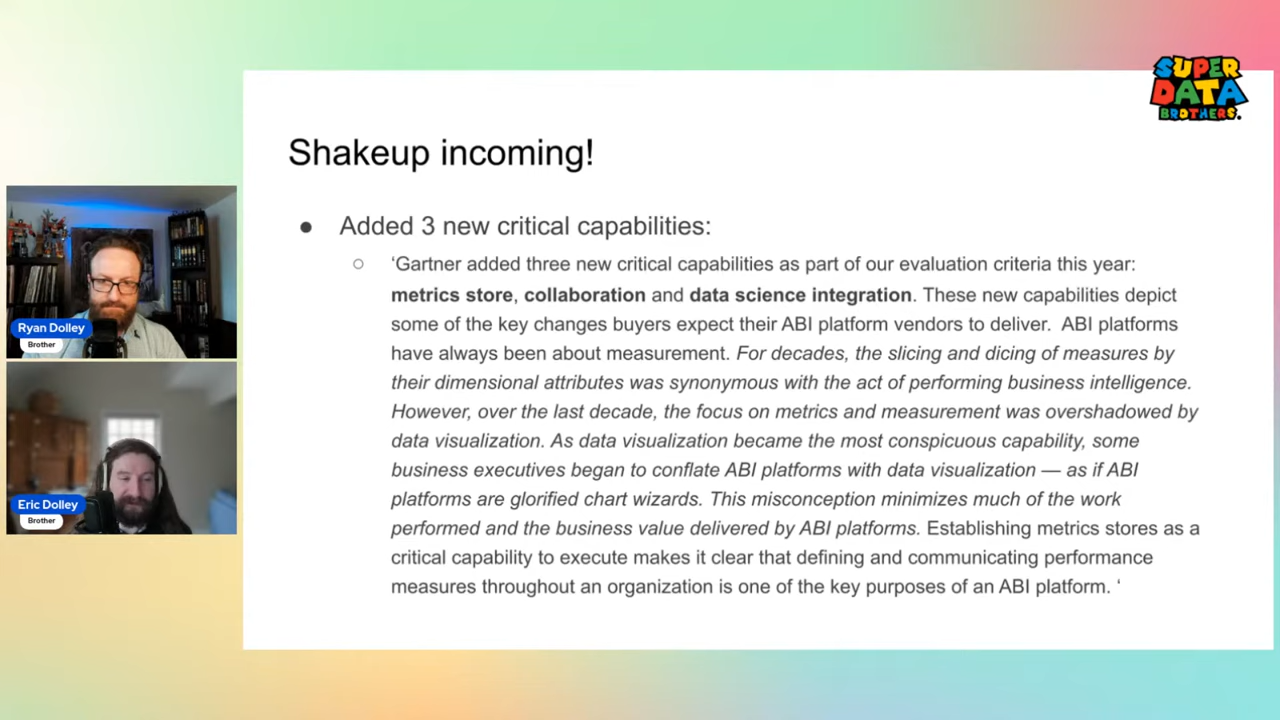 SUPER
DATA
BROTHERS.
Shakeup incoming!
● Added 3 new critical capabilities:
○ ‘Gartner added three new critical capabilities as part of our evaluation criteria this year:
metrics store, collaboration and data science integration. These new capabilities depict
some of the key changes buyers expect their ABI platform vendors to deliver.  ABI platforms
have always been about measurement. For decades, the slicing and dicing of measures by
their dimensional attributes was synonymous with the act of performing business intelligence.
However, over the last decade, the focus on metrics and measurement was overshadowed by
data visualization. As data visualization became the most conspicuous capability, some
business executives began to conflate ABI platforms with data visualization — as if ABI
platforms are glorified chart wizards. This misconception minimizes much of the work
performed and the business value delivered by ABI platforms. Establishing metrics stores as a
critical capability to execute makes it clear that defining and communicating performance
measures throughout an organization is one of the key purposes of an ABI platform. ‘
Ryan Dolley
Brother
Eric Dolley
Brother